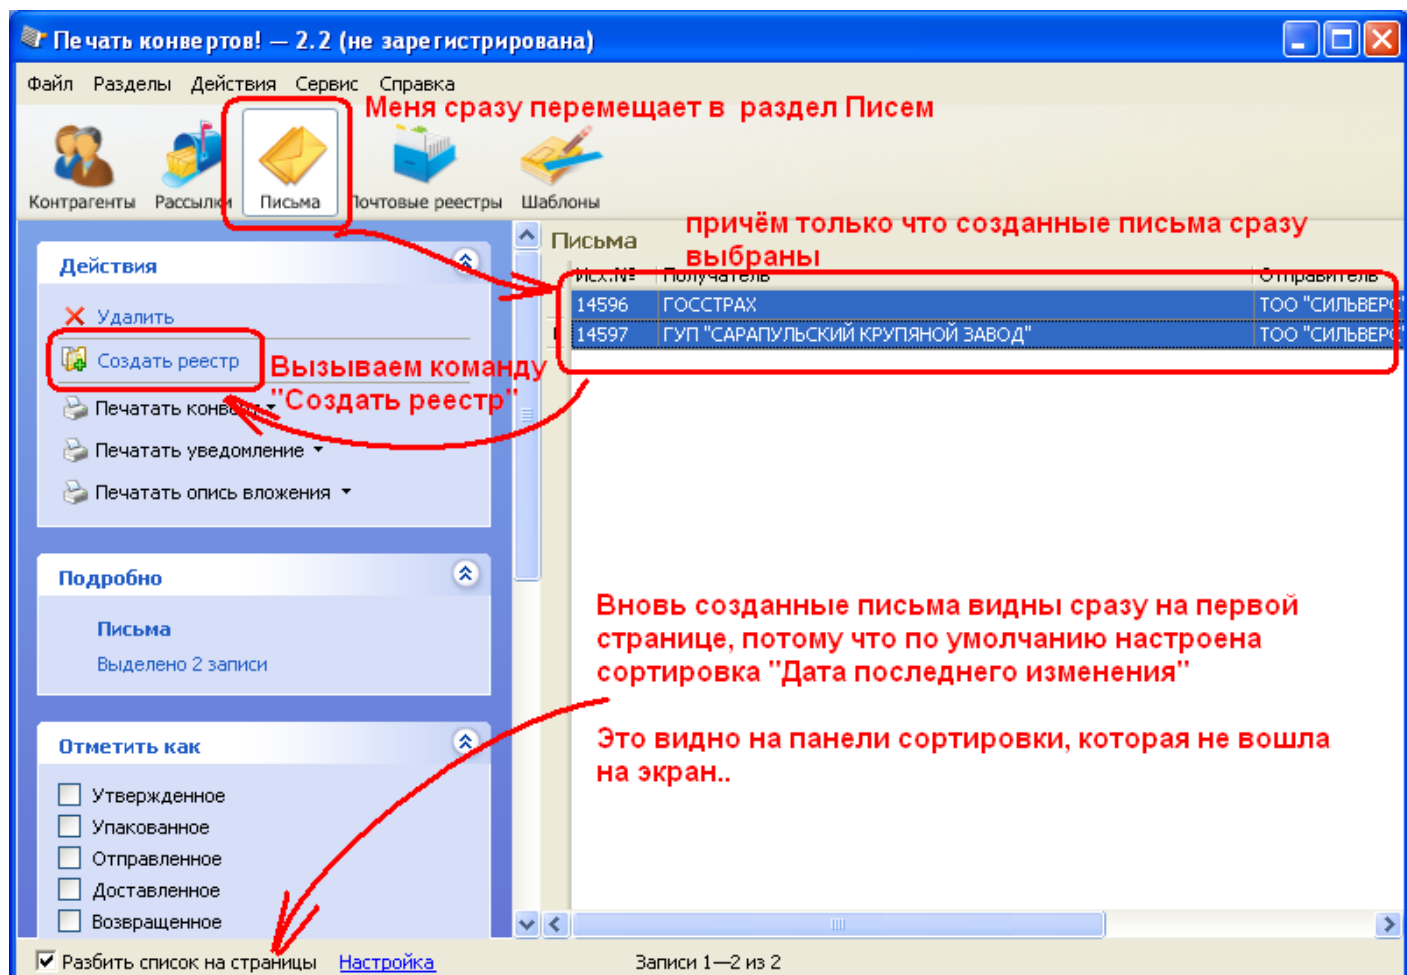 Печать конвертов! — 2.2 (не зарегистрирована)
Файл Разделы Действия Сервис Справка
Меня сразу перемещает в раздел Писем
Контрагенты Рассылки Письма Почтовые реестры Шаблоны
причём только что созданные письма сразу
выбраны
Письма
Исх.№ Получатель Отправитель
14596 ГОССТРАХ ТОО "СИЛЬВЕРС"
14597 ГУП "САРАПУЛЬСКИЙ КРУПЯНОЙ ЗАВОД" ТОО "СИЛЬВЕРС"
Действия
Удалить
Создать реестр
Вызываем команду
"Создать реестр"
Печатать конверт
Печатать уведомление
Печатать опись вложения
Подробно
Письма
Выделено 2 записи
Вновь созданные письма видны сразу на первой
странице, потому что по умолчанию настроена
сортировка "Дата последнего изменения"
Это видно на панели сортировки, которая не вошла
на экран..
Отметить как
Утвержденное
Упакованное
Отправленное
Доставленное
Возвращенное
Разбить список на страницы Настройка Записи 1—2 из 2